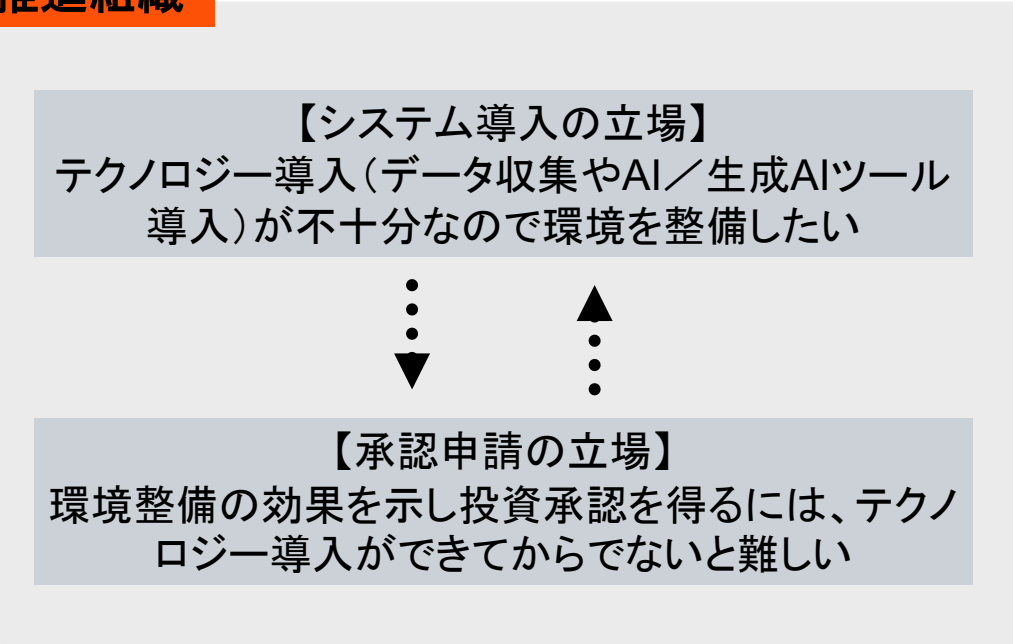 推進組織
【システム導入の立場】
テクノロジー導入（データ収集やAI／生成AIツール
導入）が不十分なので環境を整備したい
【承認申請の立場】
環境整備の効果を示し投資承認を得るには、テクノ
ロジー導入ができてからでないと難しい